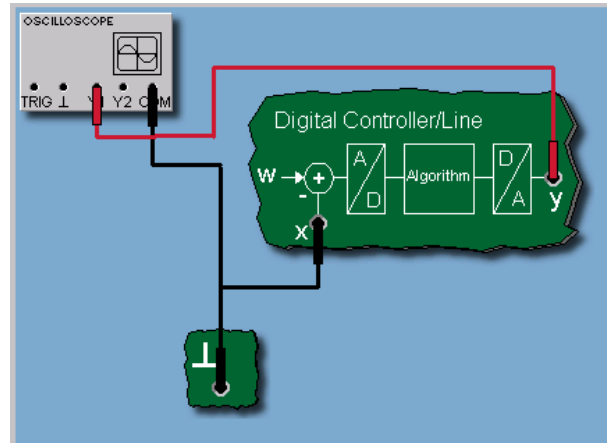 OSCILLOSCOPE
TRIG ⊥ Y1 Y2 COM
Digital Controller/Line
W + A/D Algorithm D/A
-
x
y
⊥